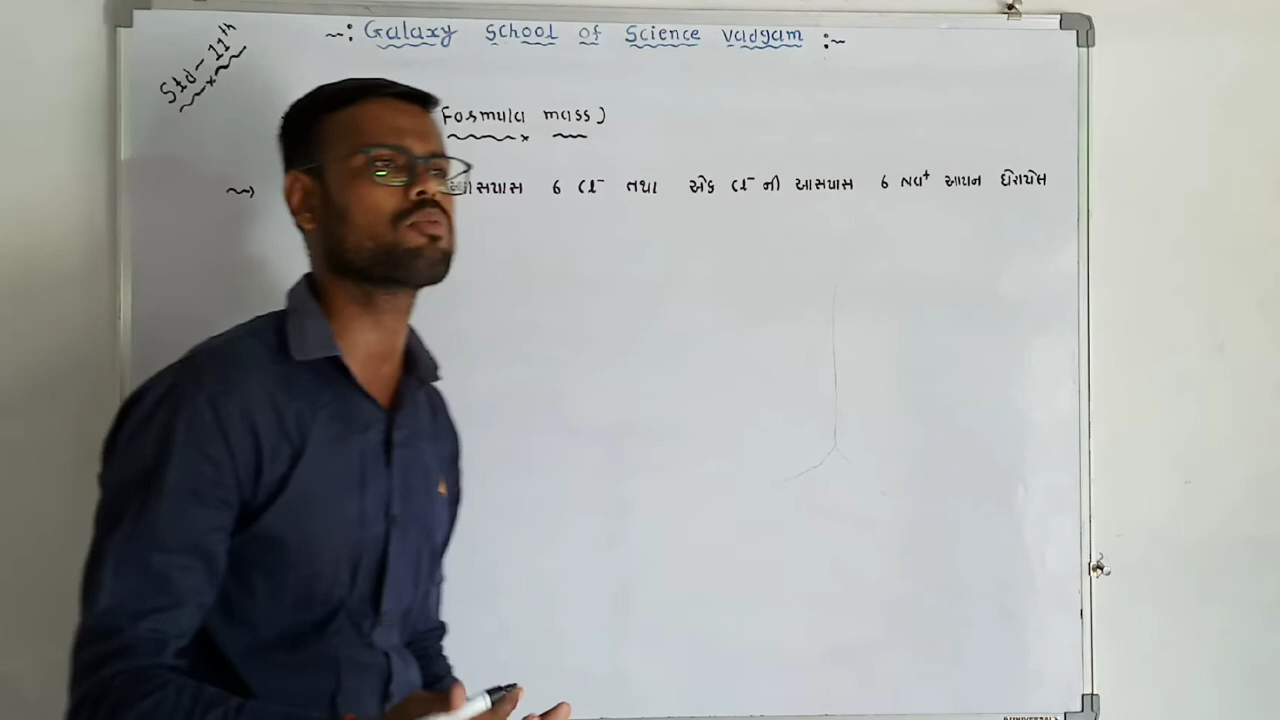 ~: Galaxy School of Science Vadgam :~
Std-11th
Formula mass)
આસપાસ 6 Cl⁻ તથા એક Cl⁻ ની આસપાસ 6 Na⁺ આયન ઘેરાયેલ